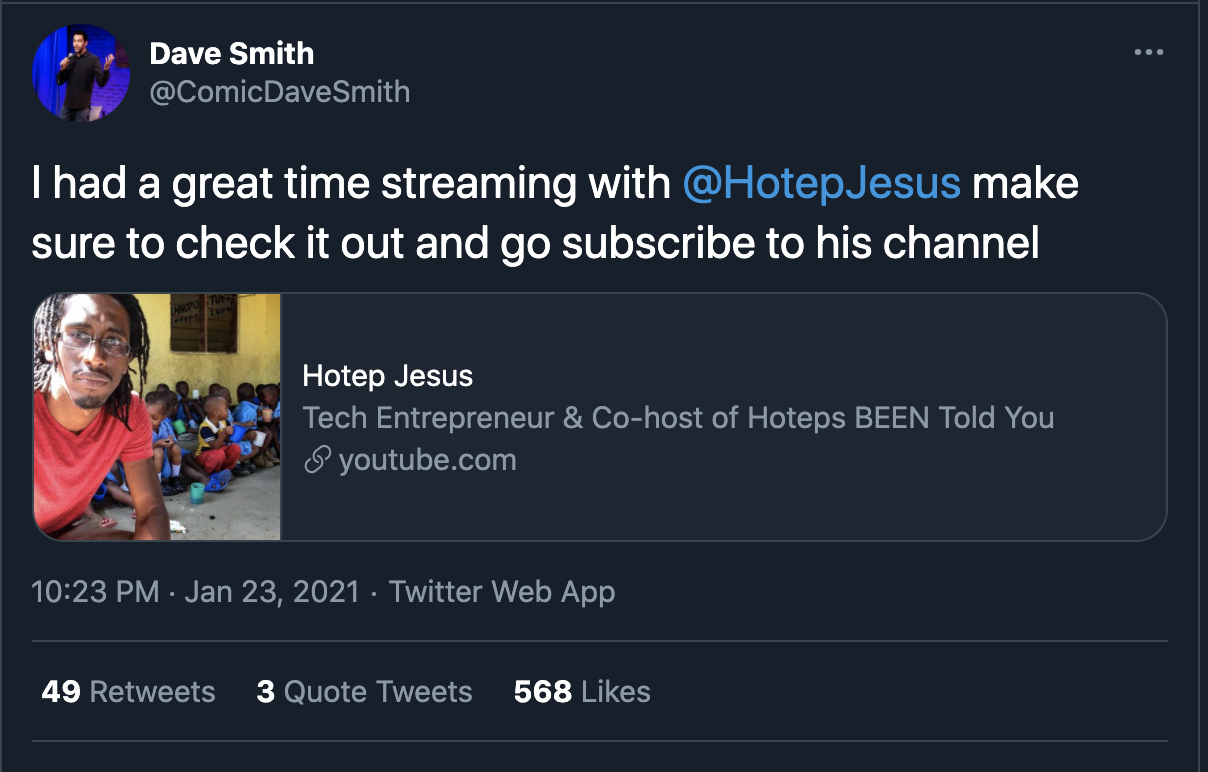 Dave Smith
@ComicDaveSmith
I had a great time streaming with @HotepJesus make
sure to check it out and go subscribe to his channel
Hotep Jesus
Tech Entrepreneur & Co-host of Hoteps BEEN Told You
youtube.com
10:23 PM · Jan 23, 2021 · Twitter Web App
49 Retweets 3 Quote Tweets 568 Likes